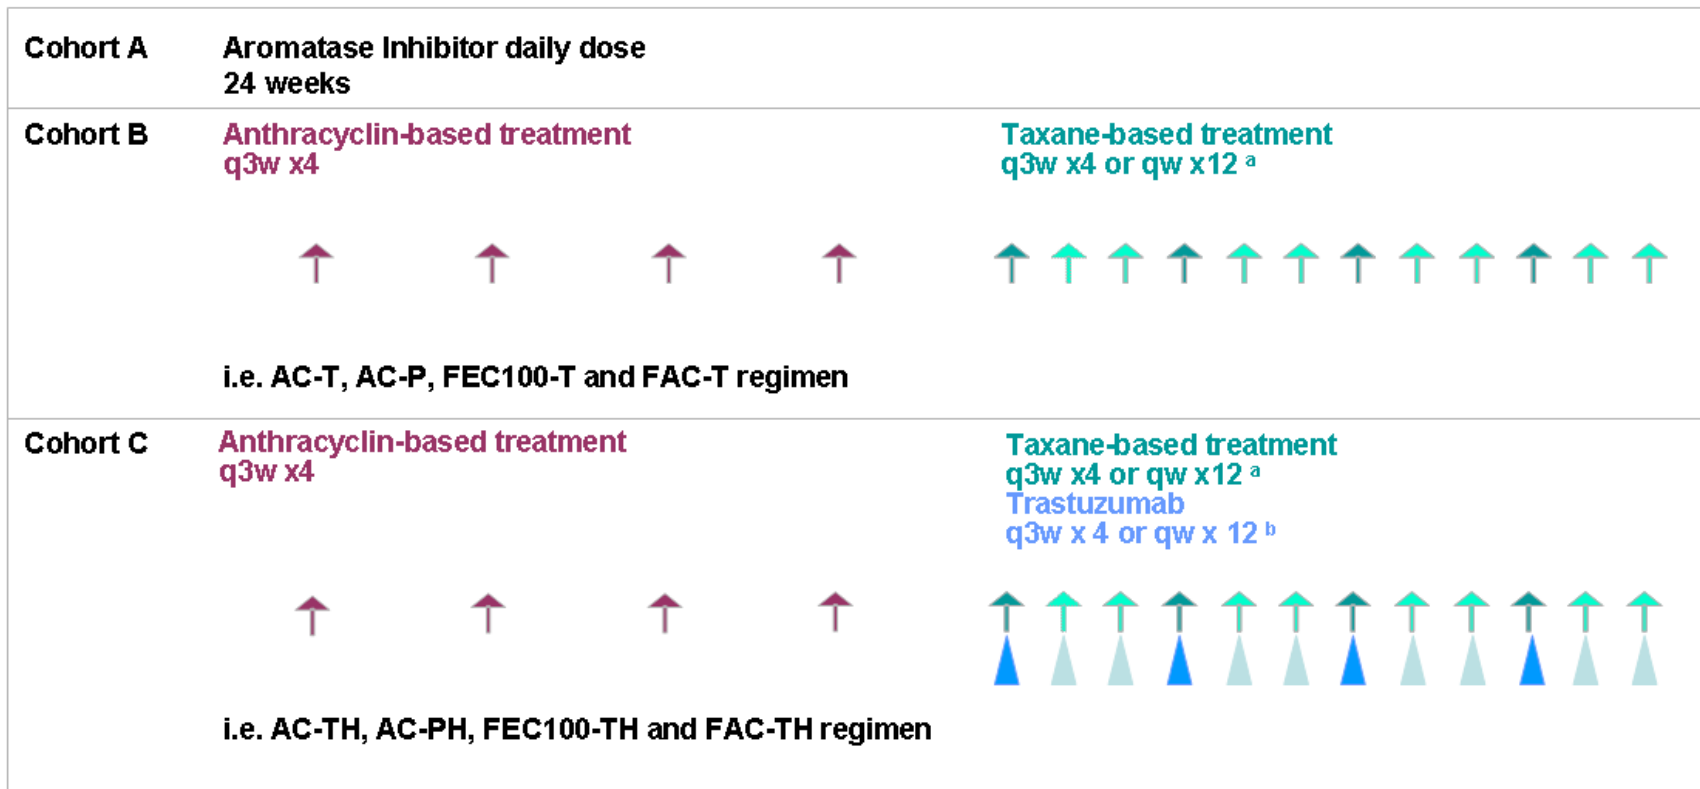 Cohort A
Aromatase Inhibitor daily dose
24 weeks
Cohort B
Anthracyclin-based treatment
q3w x4
Taxane-based treatment
q3w x4 or qw x12 a
i.e. AC-T, AC-P, FEC100-T and FAC-T regimen
Cohort C
Anthracyclin-based treatment
q3w x4
Taxane-based treatment
q3w x4 or qw x12 a
Trastuzumab
q3w x 4 or qw x 12 b
i.e. AC-TH, AC-PH, FEC100-TH and FAC-TH regimen